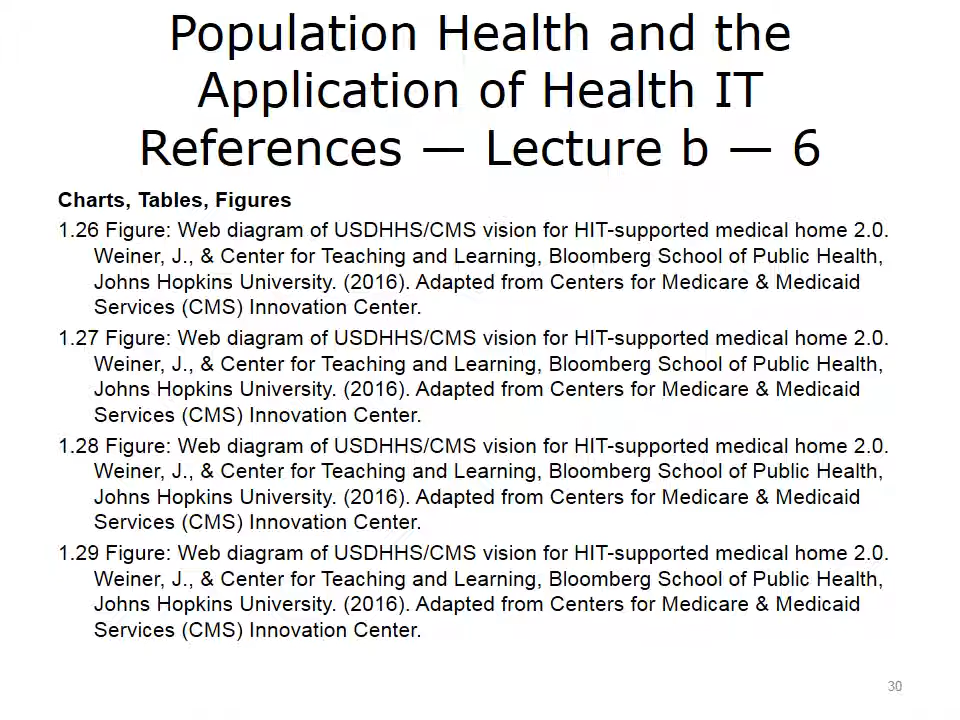 Population Health and the
Application of Health IT
References — Lecture b — 6
Charts, Tables, Figures
1.26 Figure: Web diagram of USDHHS/CMS vision for HIT-supported medical home 2.0.
Weiner, J., & Center for Teaching and Learning, Bloomberg School of Public Health,
Johns Hopkins University. (2016). Adapted from Centers for Medicare & Medicaid
Services (CMS) Innovation Center.
1.27 Figure: Web diagram of USDHHS/CMS vision for HIT-supported medical home 2.0.
Weiner, J., & Center for Teaching and Learning, Bloomberg School of Public Health,
Johns Hopkins University. (2016). Adapted from Centers for Medicare & Medicaid
Services (CMS) Innovation Center.
1.28 Figure: Web diagram of USDHHS/CMS vision for HIT-supported medical home 2.0.
Weiner, J., & Center for Teaching and Learning, Bloomberg School of Public Health,
Johns Hopkins University. (2016). Adapted from Centers for Medicare & Medicaid
Services (CMS) Innovation Center.
1.29 Figure: Web diagram of USDHHS/CMS vision for HIT-supported medical home 2.0.
Weiner, J., & Center for Teaching and Learning, Bloomberg School of Public Health,
Johns Hopkins University. (2016). Adapted from Centers for Medicare & Medicaid
Services (CMS) Innovation Center.
30